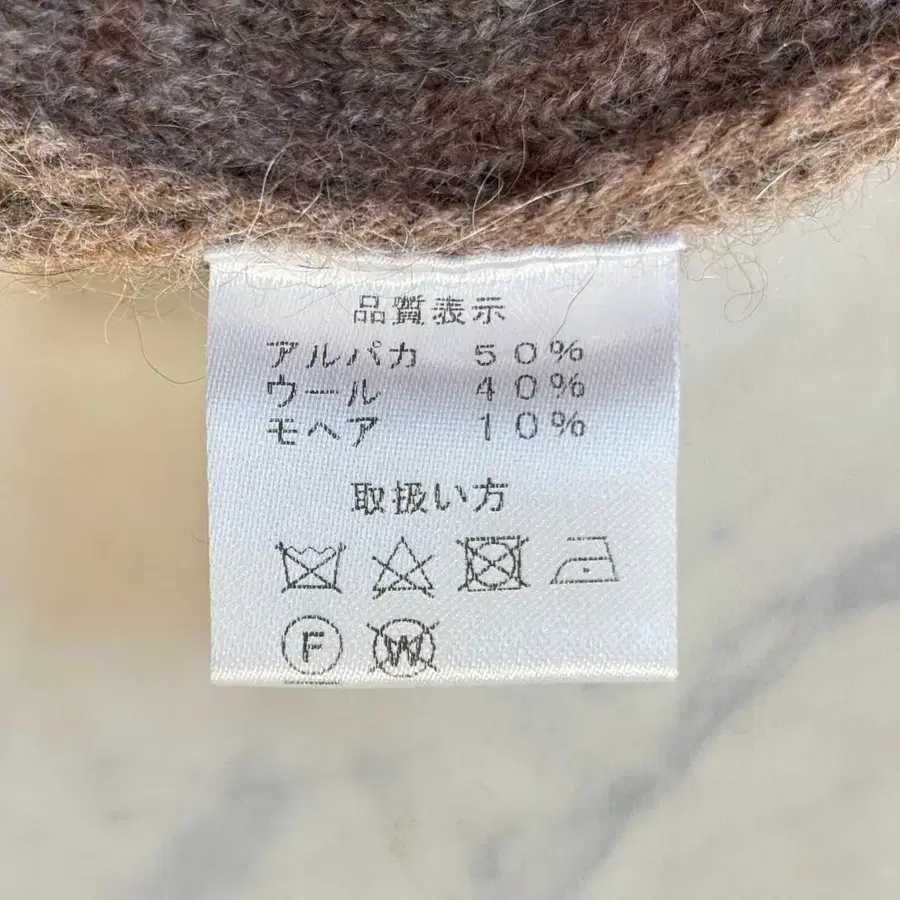 品質表示
アルパカ 50%
ウール 40%
モヘア 10%
取扱い方
F W